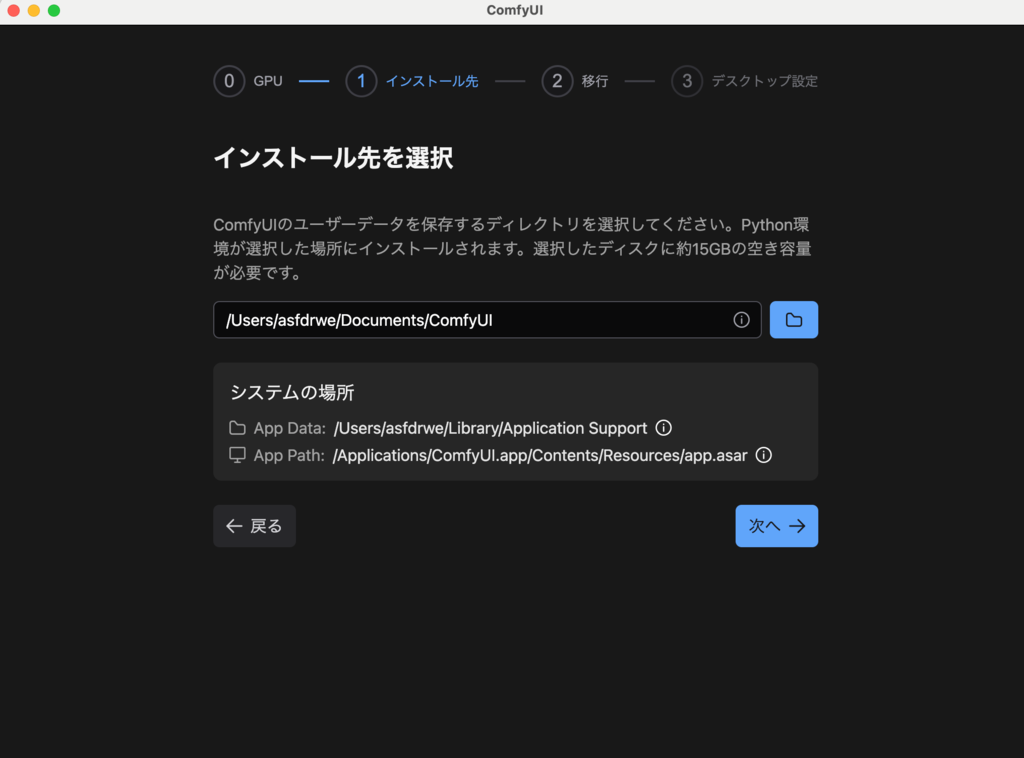 ComfyUI
0 GPU 1 インストール先 2 移行 3 デスクトップ設定
インストール先を選択
ComfyUIのユーザーデータを保存するディレクトリを選択してください。Python環
境が選択した場所にインストールされます。選択したディスクに約15GBの空き容量
が必要です。
/Users/asfdrwe/Documents/ComfyUI
システムの場所
App Data: /Users/asfdrwe/Library/Application Support
App Path: /Applications/ComfyUI.app/Contents/Resources/app.asar
← 戻る 次へ →